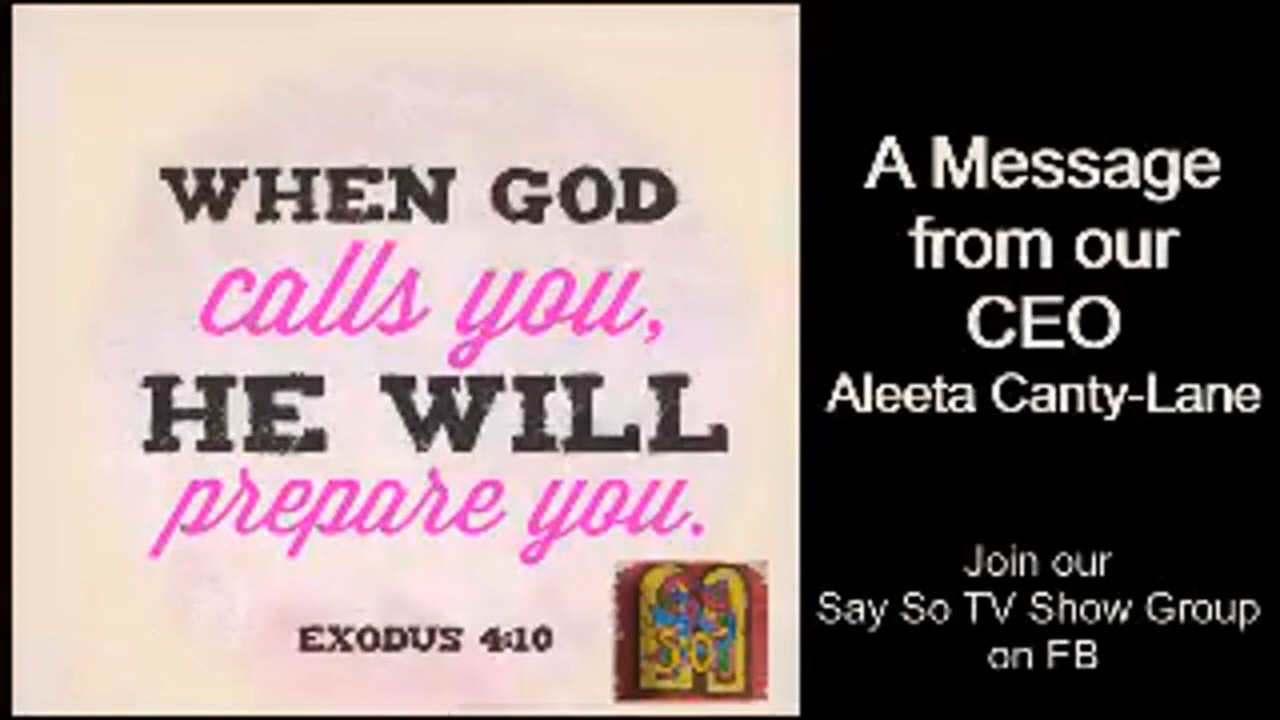 WHEN GOD
calls you,
HE WILL
prepare you.
EXODUS 4:10
A Message
from our
CEO
Aleeta Canty-Lane
Join our
Say So TV Show Group
on FB